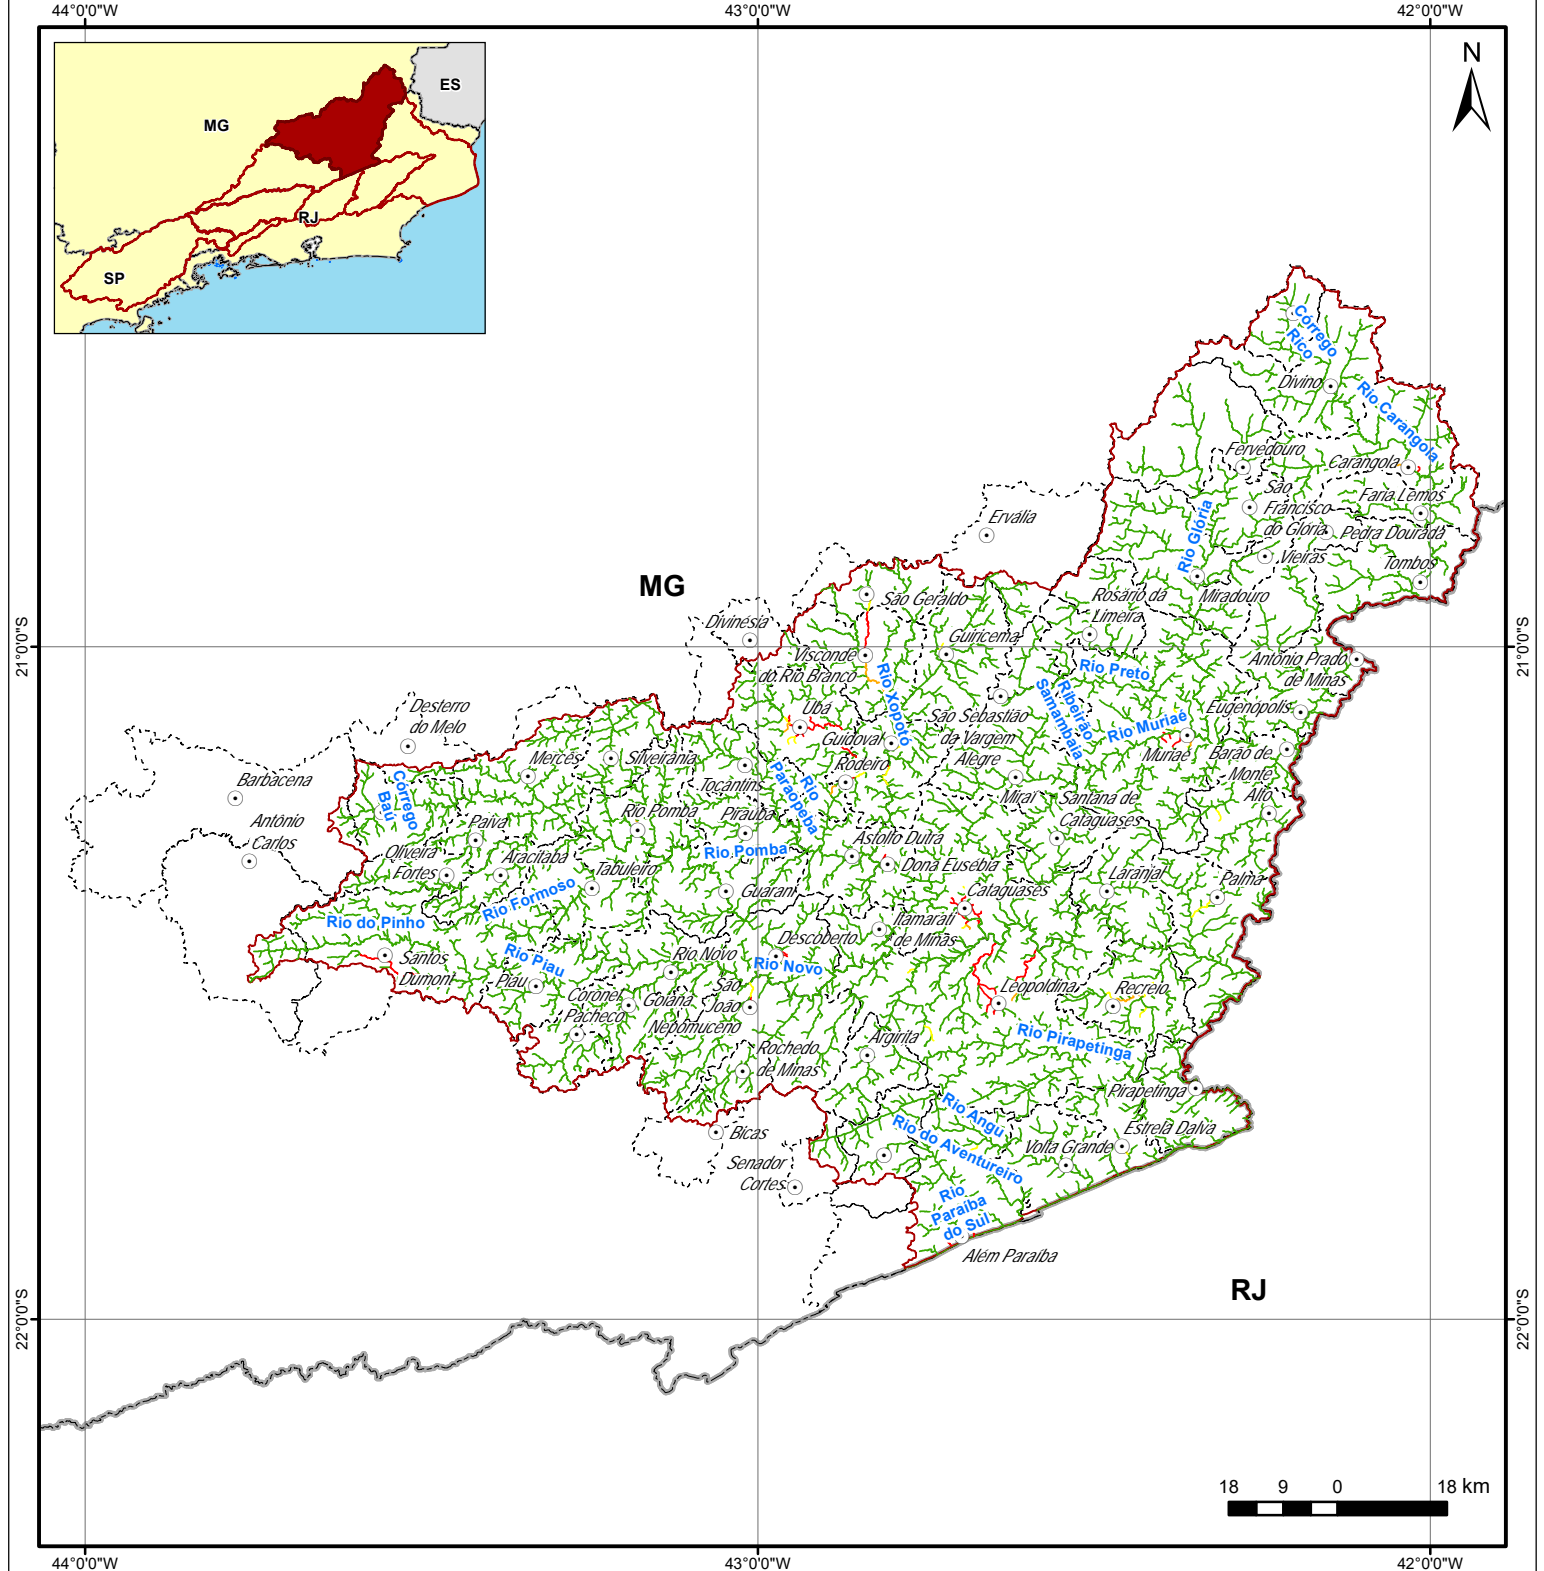 44°0'0"W
43°0'0"W
42°0'0"W
N
ES
MG
RJ
SP
Córrego
Rico
Divino
Rio Carangola
Fervedouro
Carangola
São
Francisco
do Glória
Faria Lemos
Ervália
Rio Glória
Pedra Dourada
Vieiras
Tombos
MG
São Geraldo
Rosário da
Limeira
Miradouro
Divinésia
Guiricema
21°0'0"S
21°0'0"S
Visconde
do Rio Branco
Rio Xopotó
Rio Preto
Antônio Prado
de Minas
Ribeirão
Samambaia
Desterro
do Melo
Ubá
São Sebastião
da Vargem
Alegre
Eugenópolis
Rio Muriaé
Guidoval
Muriaé
Barão de
Monte
Alto
Mercês
Silveirânia
Rodeiro
Barbacena
Córrego
Baú
Tocantins
Rio
Paraopeba
Miraí
Santana de
Cataguases
Antônio
Carlos
Paiva
Rio Pomba
Piraúba
Astolfo Dutra
Oliveira
Fortes
Aracitaba
Rio Pomba
Dona Eusébia
Tabuleiro
Laranjal
Palma
Rio Formoso
Guarani
Cataguases
Rio do Pinho
Itamarati
de Minas
Descoberto
Santos
Dumont
Rio Piau
Rio Novo
Rio Novo
Piau
São
João
Nepomuceno
Leopoldina
Recreio
Coronel
Pacheco
Goianá
Rio Pirapetinga
Argirita
Rochedo
de Minas
Pirapetinga
Rio Angu
Bicas
Rio do Aventureiro
Estrela Dalva
Volta Grande
Senador
Cortes
Rio
Paraíba
do Sul
Além Paraíba
RJ
22°0'0"S
22°0'0"S
18 9 0 18 km
44°0'0"W
43°0'0"W
42°0'0"W